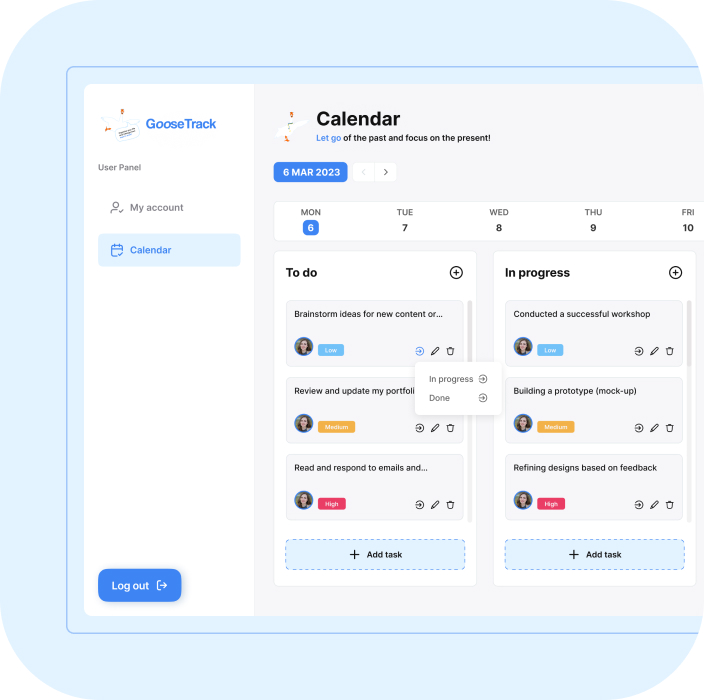 GooseTrack
User Panel
My account
Calendar
Log out
Calendar
Let go of the past and focus on the present!
6 MAR 2023
MON TUE WED THU FRI
6 7 8 9 10
To do
Brainstorm ideas for new content or...
Low
In progress
Done
Review and update my portfoli
Medium
Read and respond to emails and...
High
Add task
In progress
Conducted a successful workshop
Low
Building a prototype (mock-up)
Medium
Refining designs based on feedback
High
Add task